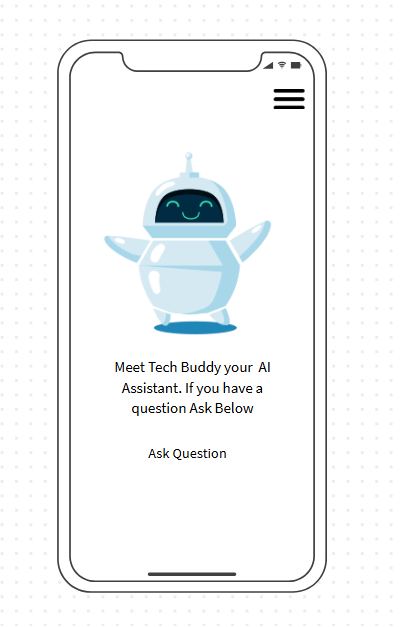 Meet Tech Buddy your AI
Assistant. If you have a
question Ask Below
Ask Question